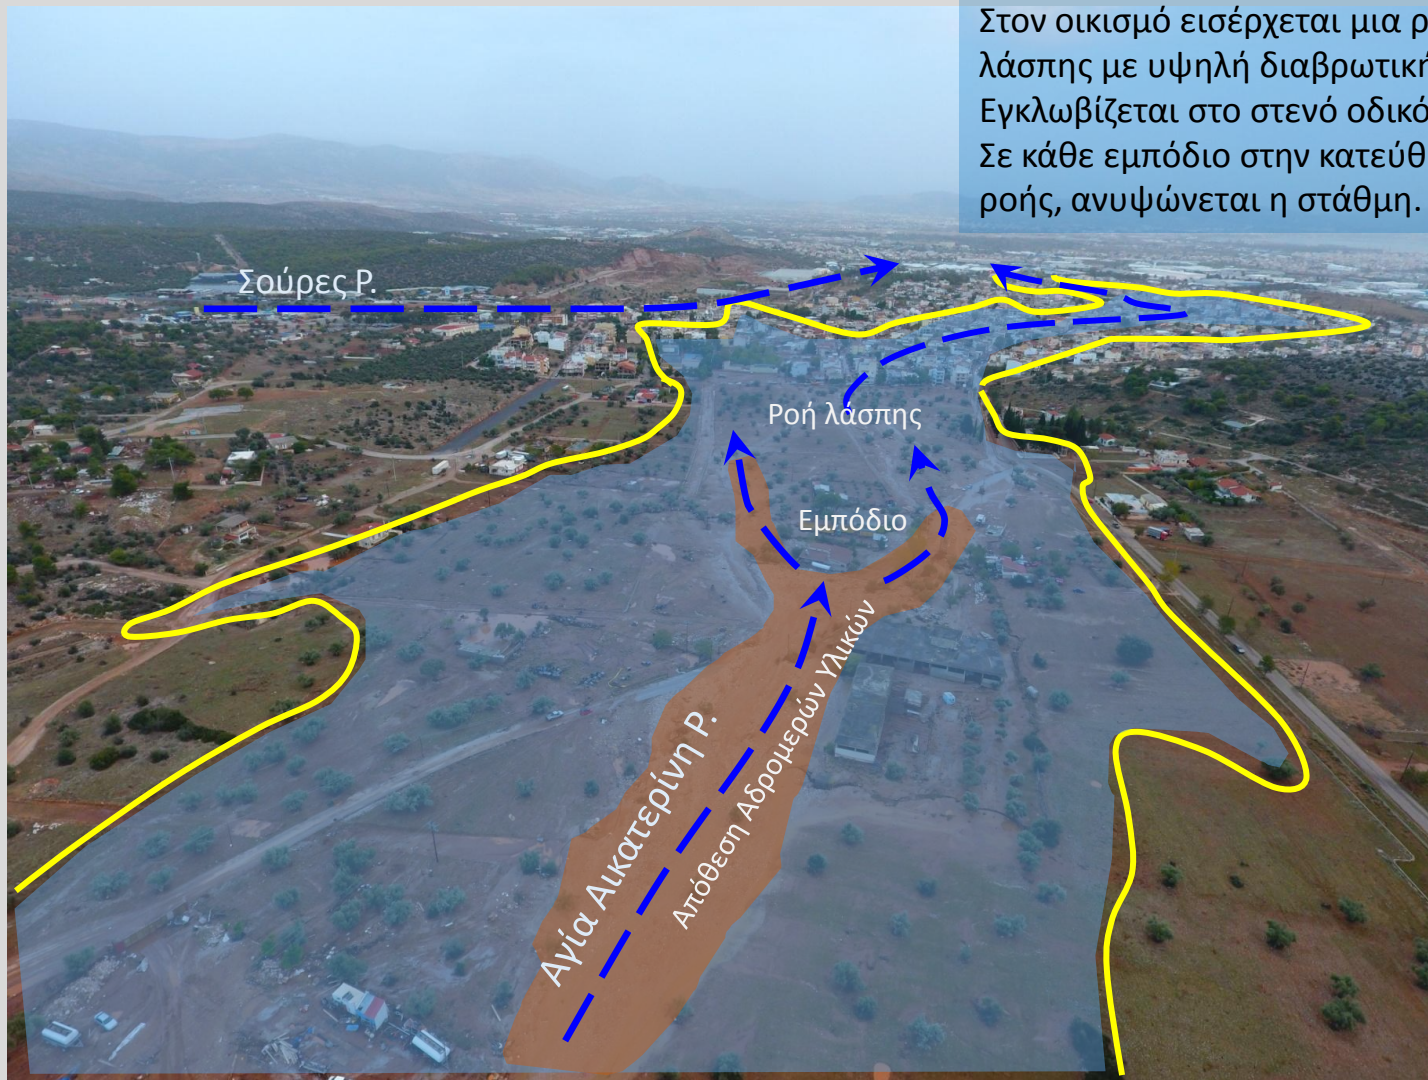 Στον οικισμό εισέρχεται μια ρ
λάσπης με υψηλή διαβρωτική
Εγκλωβίζεται στο στενό οδικό
Σε κάθε εμπόδιο στην κατεύθ
ροής, ανυψώνεται η στάθμη.
Σούρες Ρ.
Ροή λάσπης
Εμπόδιο
Αγία Αικατερίνη Ρ.
Απόθεση Αδρομερών Υλικών